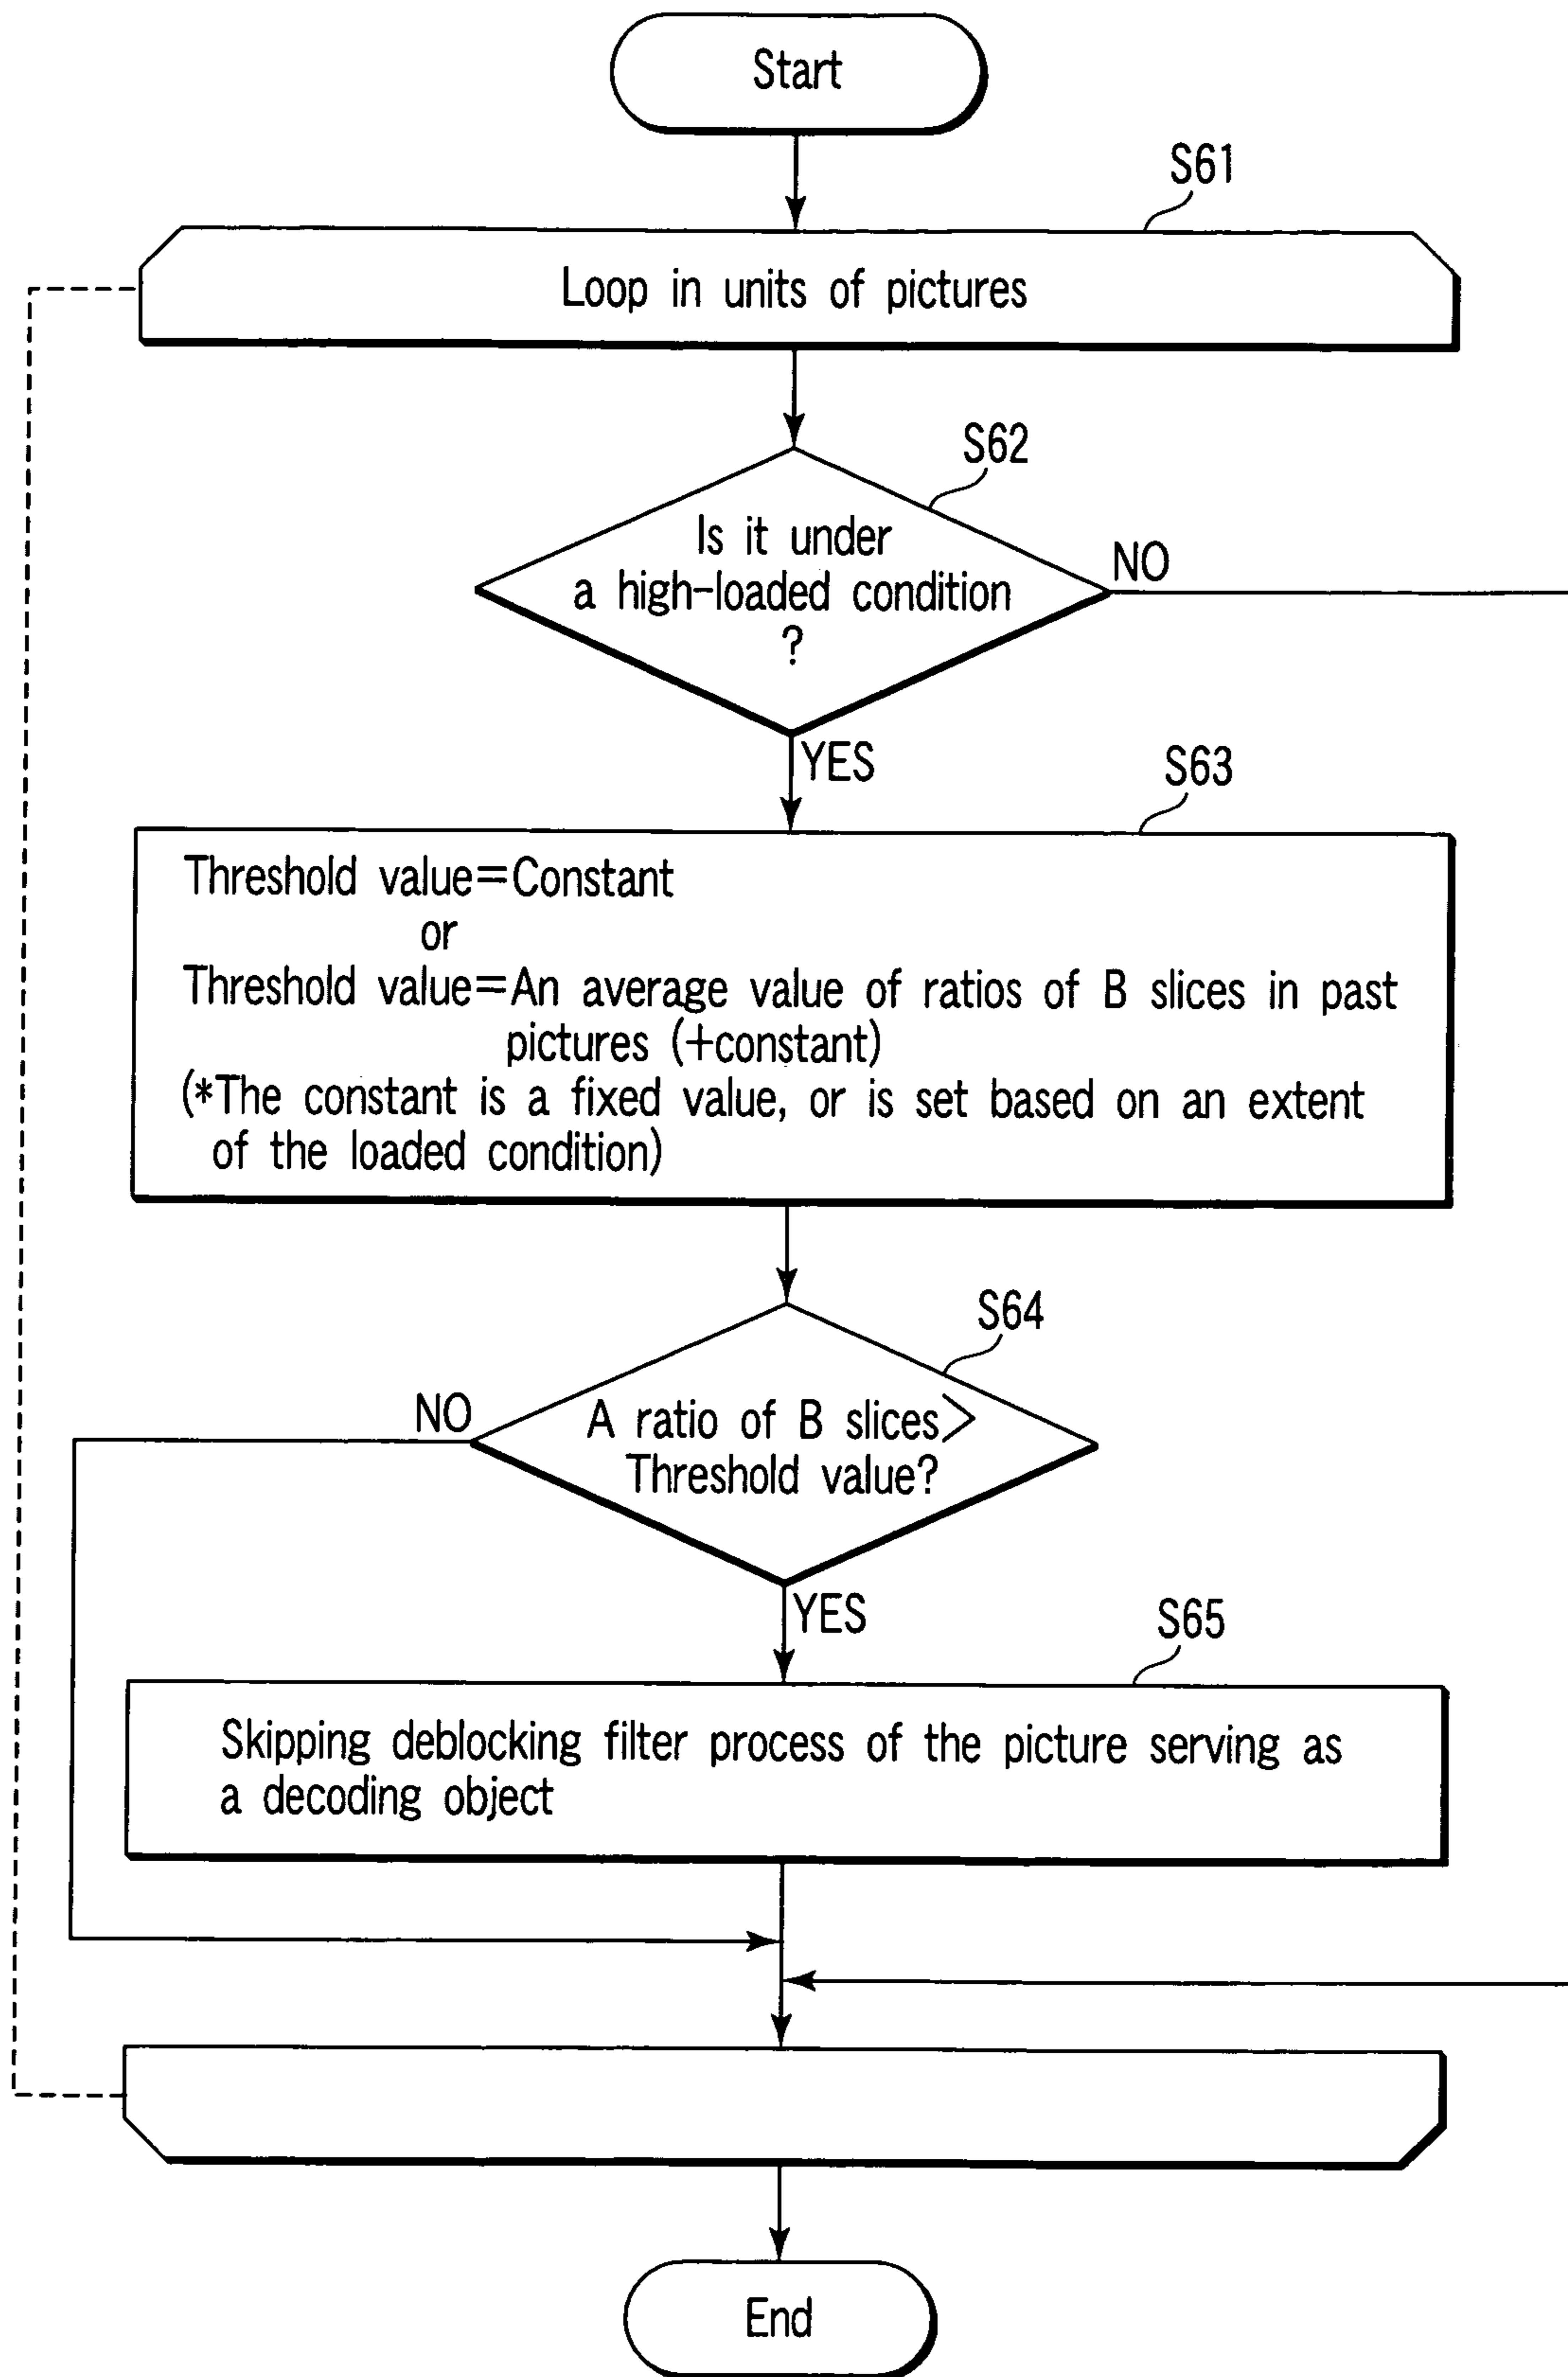 Start
S61
Loop in units of pictures
S62
Is it under
a high-loaded condition
?
NO
YES
S63
Threshold value=Constant
or
Threshold value=An average value of ratios of B slices in past
pictures (+constant)
(*The constant is a fixed value, or is set based on an extent
of the loaded condition)
S64
NO
A ratio of B slices>
Threshold value?
YES
S65
Skipping deblocking filter process of the picture serving as
a decoding object
End